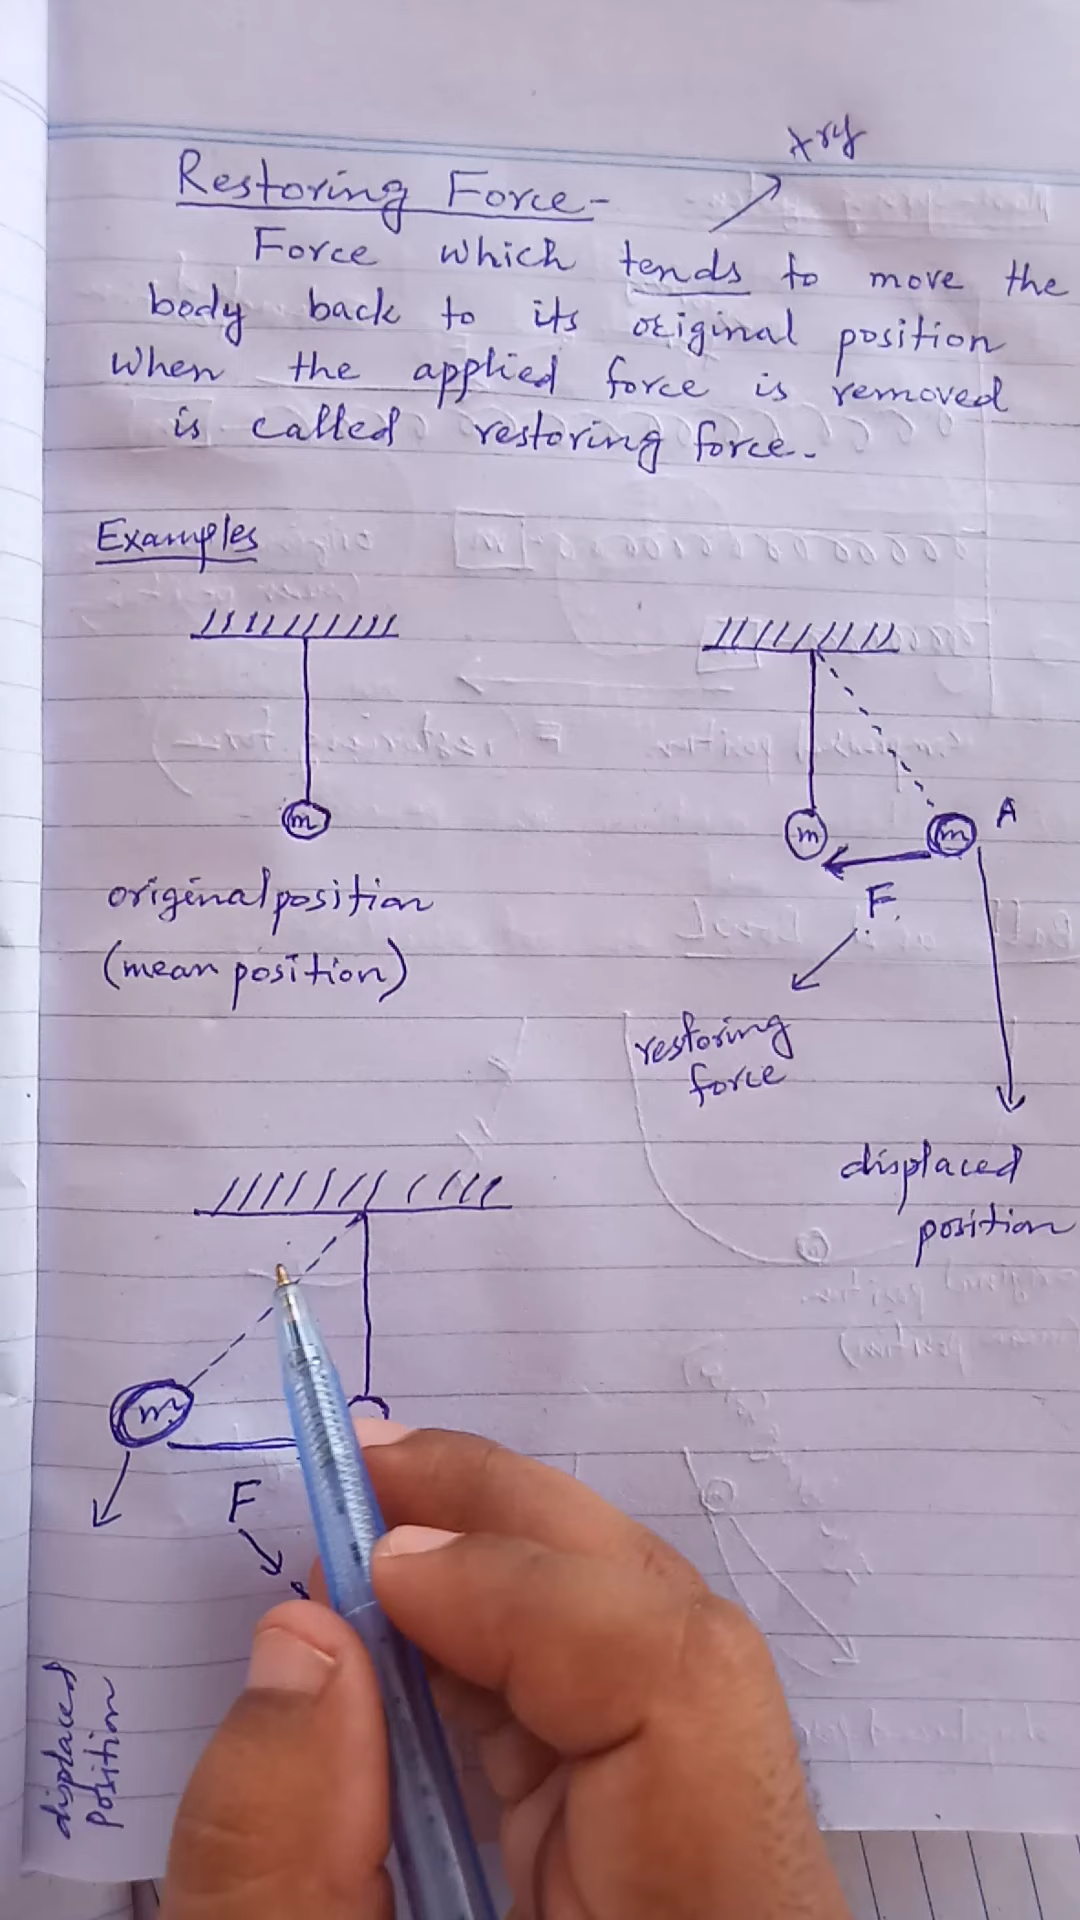 try
Restoring Force-
Force which tends to move the
body back to its original position
When the applied force is removed
is called restoring force.
Examples
m
original position
(mean position)
m
m
A
F
restoring
force
displaced
position
m
F
displaced
position